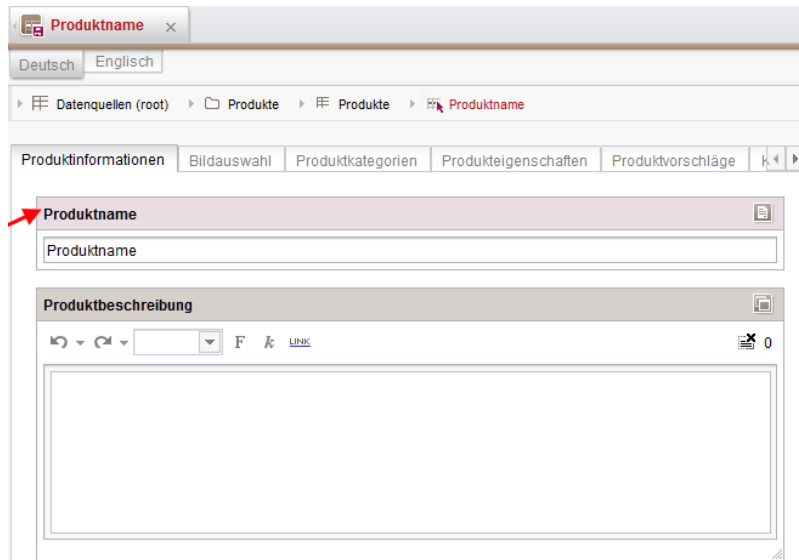 Produktname
Deutsch Englisch
Datenquellen (root) Produkte Produkte Produktname
Produktinformationen Bildauswahl Produktkategorien Produkteigenschaften Produktvorschläge
Produktname
Produktname
Produktbeschreibung
F k LINK 0